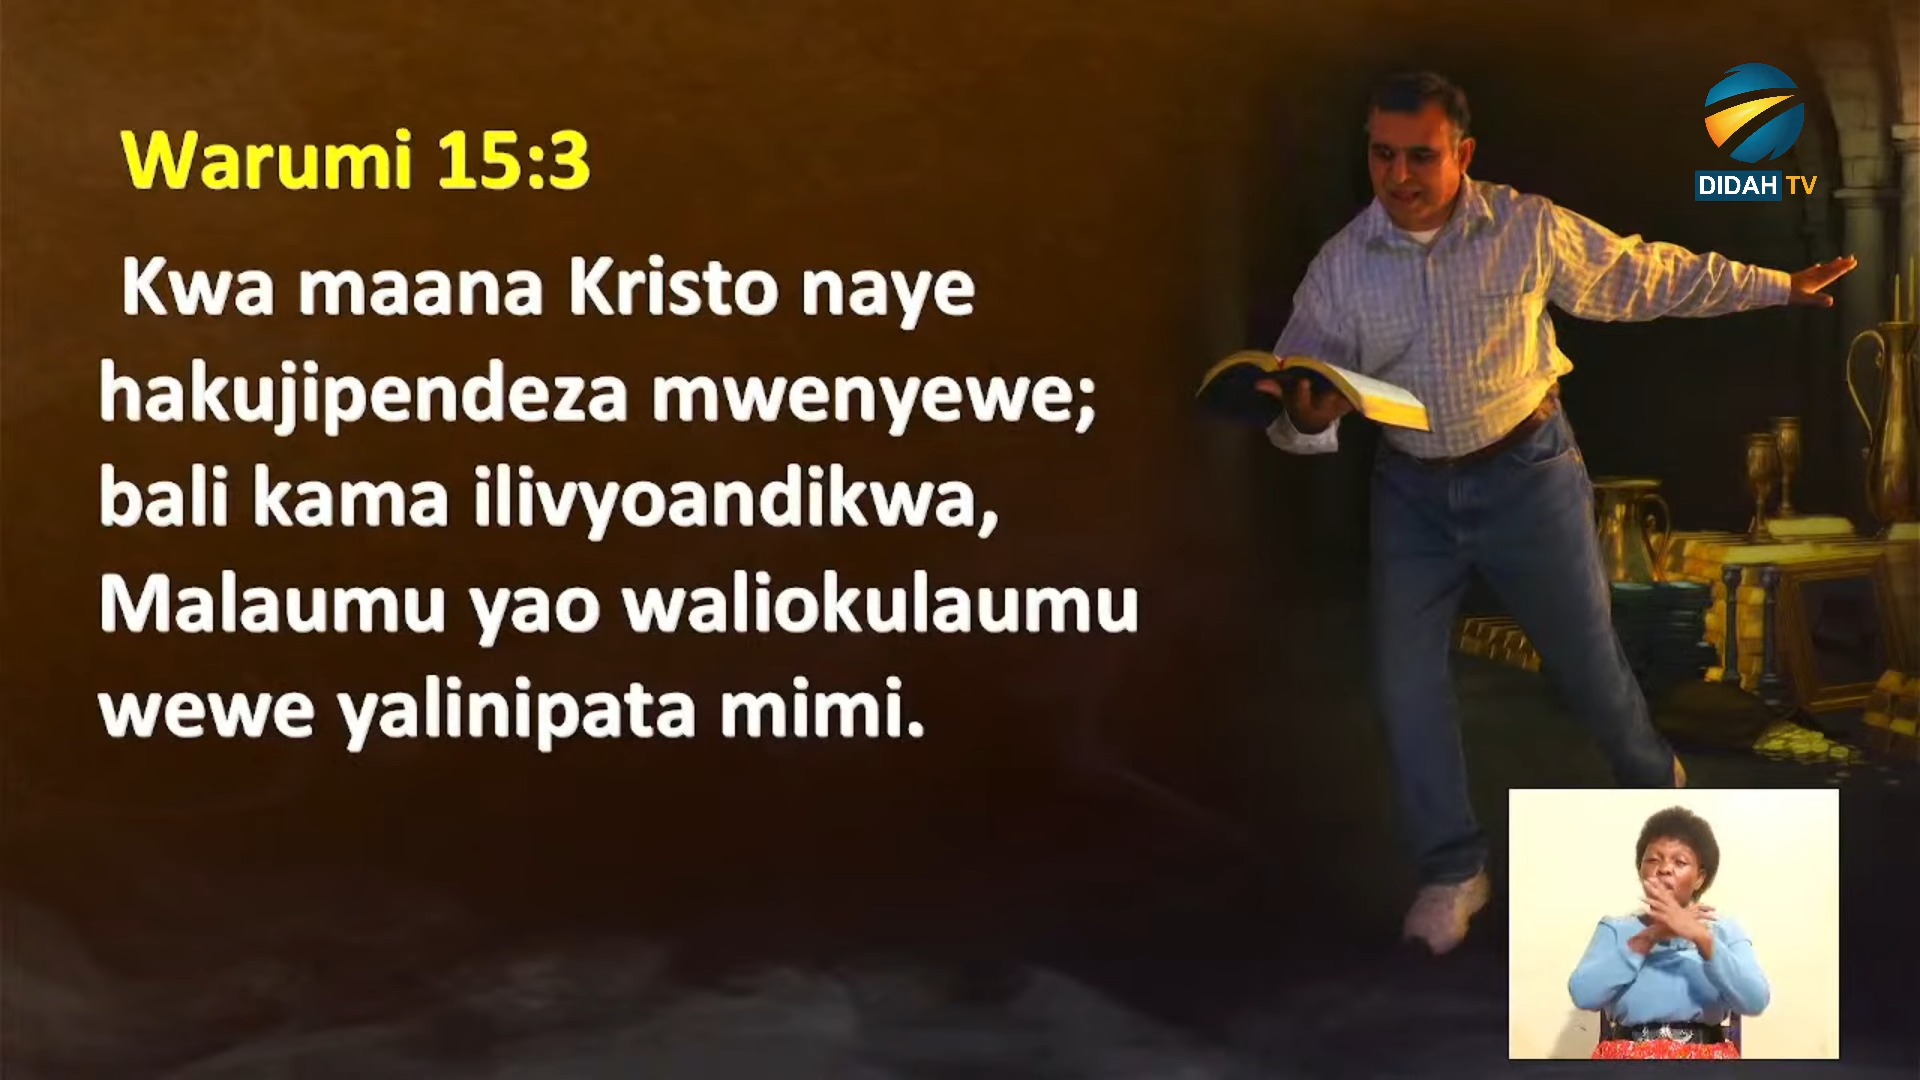 Warumi 15:3
Kwa maana Kristo naye
hakujipendeza mwenyewe;
bali kama ilivyoandikwa,
Malaumu yao waliokulaumu
wewe yalinipata mimi.
DIDAH TV